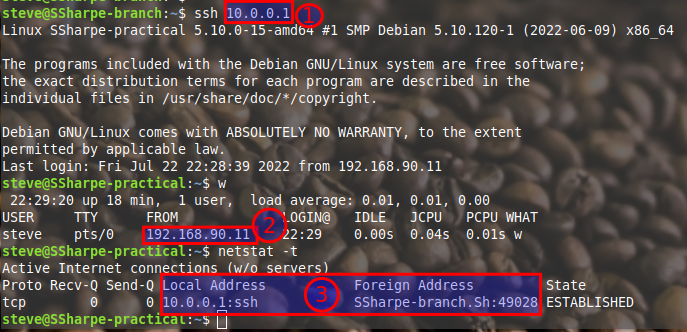 steve@SSharpe-branch:~$ ssh 10.0.0.1 1
Linux SSharpe-practical 5.10.0-15-amd64 #1 SMP Debian 5.10.120-1 (2022-06-09) x86_64
The programs included with the Debian GNU/Linux system are free software;
the exact distribution terms for each program are described in the
individual files in /usr/share/doc/*/copyright.
Debian GNU/Linux comes with ABSOLUTELY NO WARRANTY, to the extent
permitted by applicable law.
Last login: Fri Jul 22 22:28:39 2022 from 192.168.90.11
steve@SSharpe-practical:~$ w
22:29:20 up 18 min, 1 user, load average: 0.01, 0.01, 0.00
USER TTY FROM 2 LOGIN@ IDLE JCPU PCPU WHAT
steve pts/0 192.168.90.11 22:29 0.00s 0.04s 0.01s w
steve@SSharpe-practical:~$ netstat -t
Active Internet connections (w/o servers)
Proto Recv-Q Send-Q Local Address Foreign Address State
tcp 0 0 10.0.0.1:ssh 3 SSharpe-branch.Sh:49028 ESTABLISHED
steve@SSharpe-practical:~$